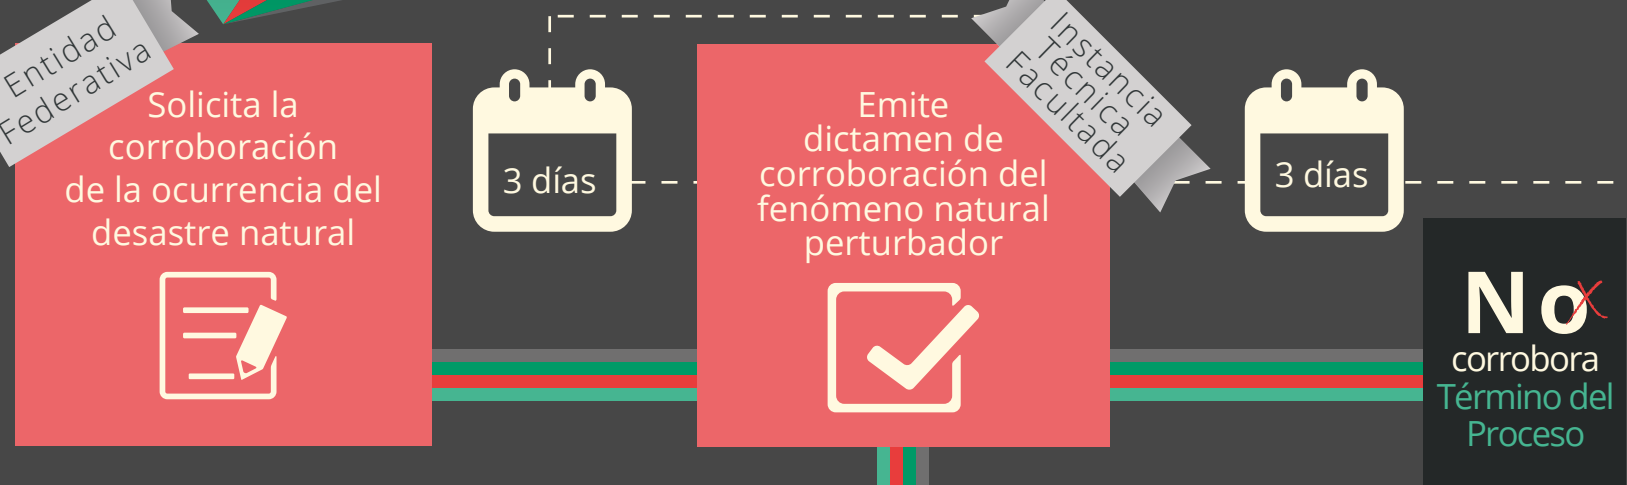 Entidad
Federativa
Solicita la
corroboración
de la ocurrencia del
desastre natural
3 días
Emite
dictamen de
corroboración del
fenómeno natural
perturbador
Instancia
Técnica
Facultada
3 días
No
corrobora
Término del
Proceso